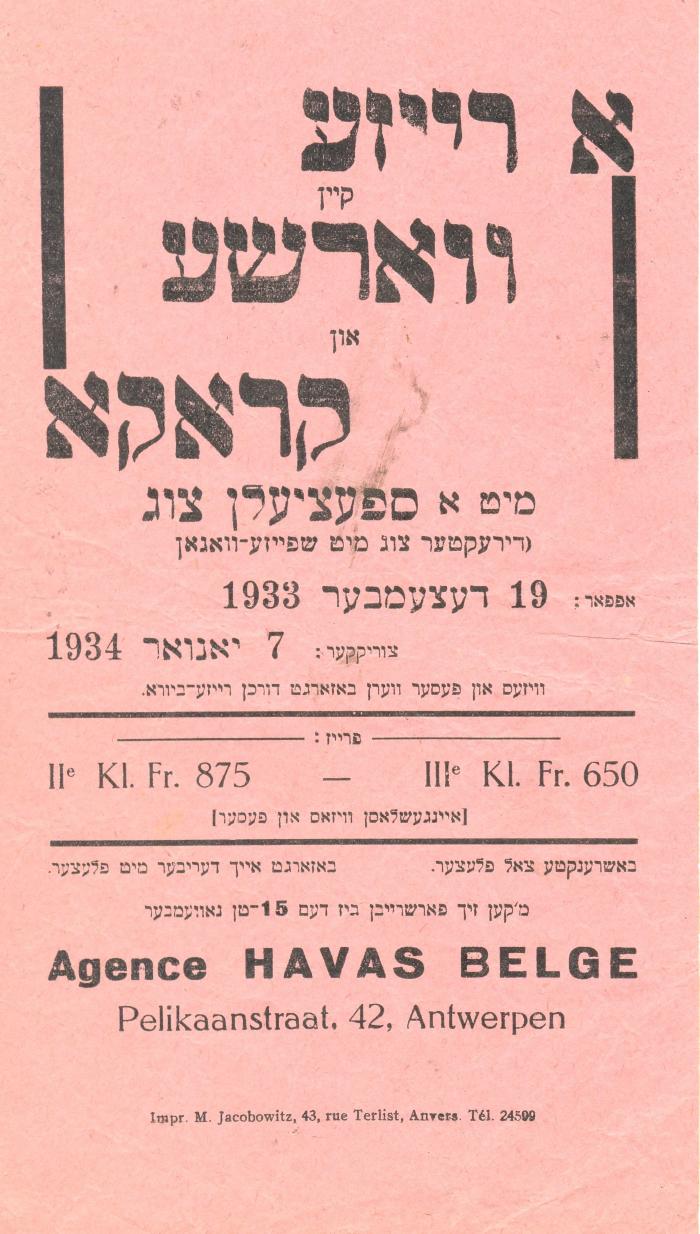 א רייזע
קיין
ווארשע
און
קראקא
מיט א ספעציעלן צוג
(דירעקטער צוג מיט שפייזע-וואגאן
אפפאר: 19 דעצעמבער 1933
צוריקקער: 7 יאנואר 1934
וויזעס און פעסער ווערן באזארגט דורכן רייזע-ביורא.
פרייז:
IIe Kl. Fr. 875 — IIIe Kl. Fr. 650
[איינגעשלאסן וויזאס און פעסער]
באשרענקטע צאל פלעצער. באזארגט אייך דעריבער מיט פלעצער.
מ'קען זיך פארשרייבן ביז דעם 15-טן נאוועמבער
Agence HAVAS BELGE
Pelikaanstraat, 42, Antwerpen
Impr. M. Jacobowitz, 43, rue Terlist, Anvers. Tél. 24599